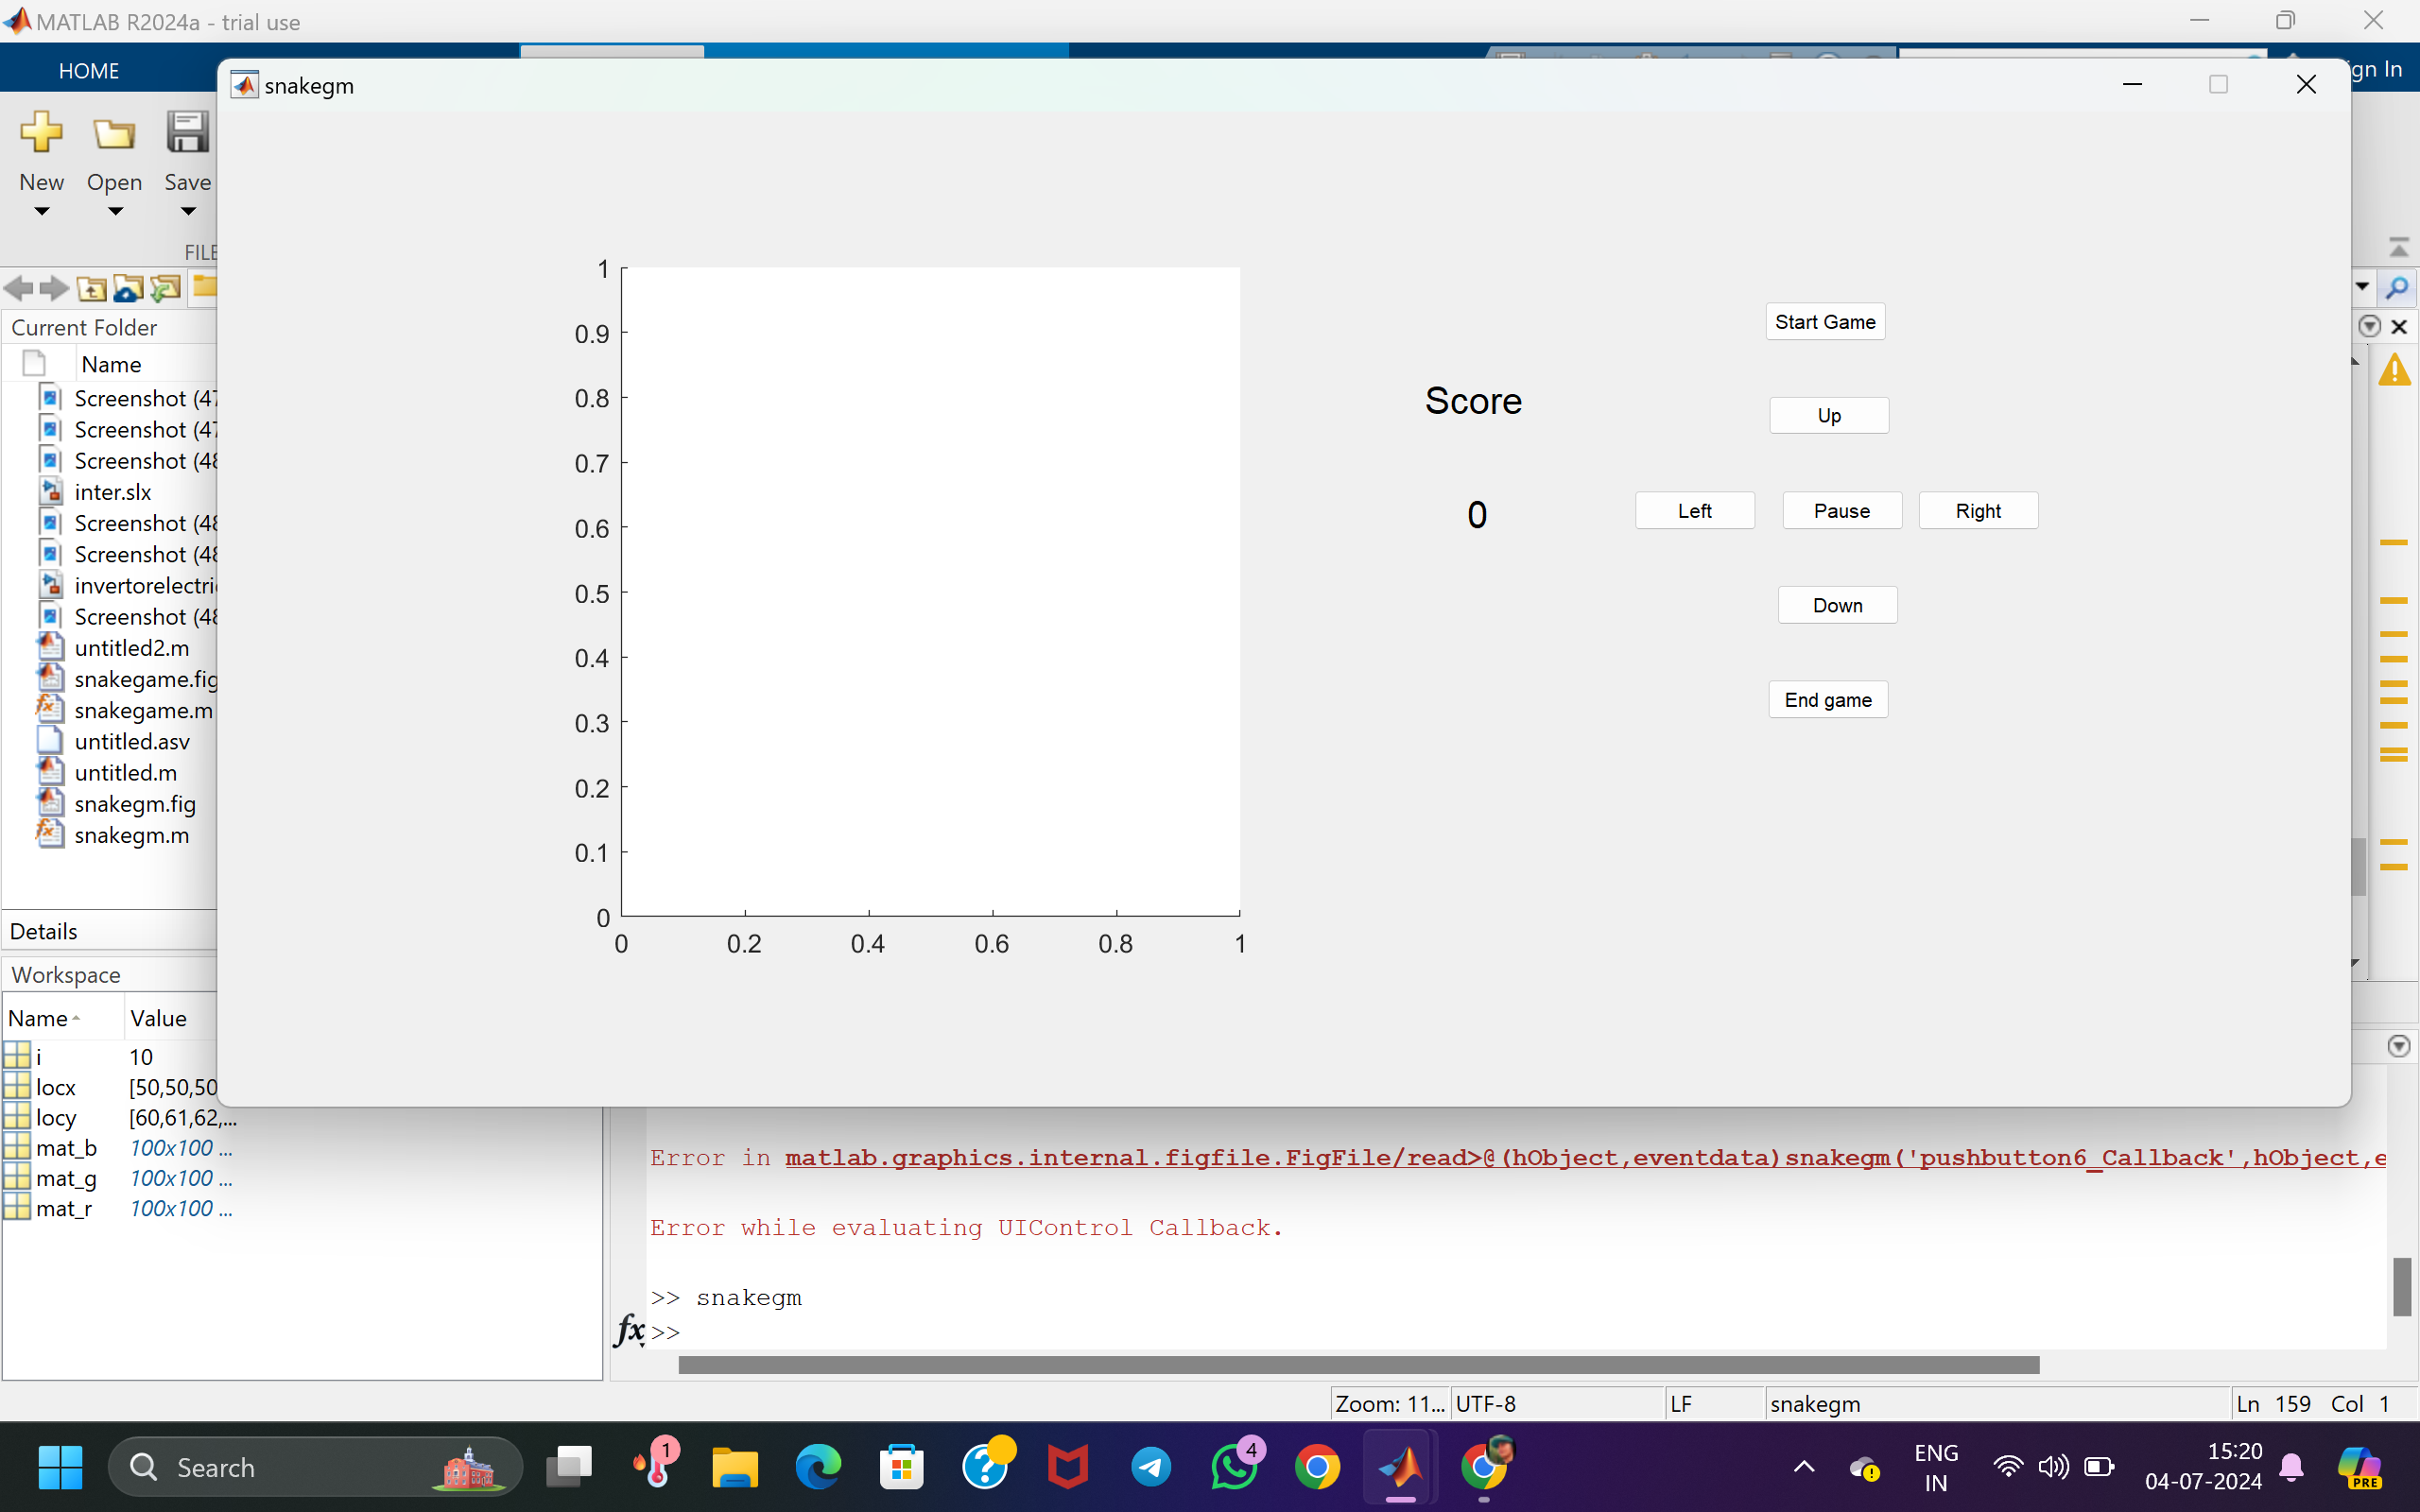 MATLAB R2024a - trial use
HOME
gn In
snakegm
New
Open
Save
FILE
Current Folder
Name
Screenshot (47
Screenshot (47
Screenshot (48
inter.slx
Screenshot (48
Screenshot (48
invertorelectri
Screenshot (48
untitled2.m
snakegame.fig
snakegame.m
untitled.asv
untitled.m
snakegm.fig
snakegm.m
Details
Workspace
Name Value
i 10
locx [50,50,50
locy [60,61,62,...
mat_b 100x100 ...
mat_g 100x100 ...
mat_r 100x100 ...
1
0.9
0.8
0.7
0.6
0.5
0.4
0.3
0.2
0.1
0
0 0.2 0.4 0.6 0.8 1
Score
0
Start Game
Up
Left Pause Right
Down
End game
Error in matlab.graphics.internal.figfile.FigFile/read>@(hObject,eventdata)snakegm('pushbutton6_Callback',hObject,e
Error while evaluating UIControl Callback.
>> snakegm
fx >>
Zoom: 11... UTF-8 LF snakegm Ln 159 Col 1
Search
1
4
ENG
IN
15:20
04-07-2024
PRE